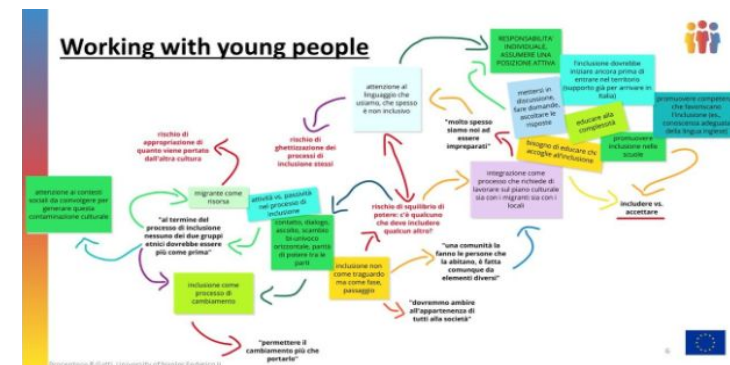 Working with young people
RESPONSABILITA'
INDIVIDUALE,
ASSUMERE UNA
POSIZIONE ATTIVA
l'inclusione dovrebbe
iniziare ancora prima di
entrare nel territorio
(supporto già per arrivare in
Italia)
attenzione al
linguaggio che
usiamo, che spesso
è non inclusivo
mettersi in
discussione,
fare domande,
ascoltare le
risposte
promuovere competenze
che favoriscano
l'inclusione (es.,
conoscenza adeguata
della lingua inglese)
educare alla
complessità
promuovere
inclusione nelle
scuole
"molto spesso
siamo noi ad
essere
impreparati"
bisogno di educare chi
accoglie all'inclusione
rischio di
appropriazione di
quanto viene portato
dall'altra cultura
rischio di
ghettizzazione dei
processi di
inclusione stessi
integrazione come
processo che richiede di
lavorare sul piano culturale
sia con i migranti sia con i
locali
includere vs.
accettare
attenzione ai contesti
sociali da coinvolgere per
generare questa
contaminazione culturale
migrante come
risorsa
attività vs. passività
nel processo di
inclusione
rischio di squilibrio di
potere: c'è qualcuno
che deve includere
qualcun altro?
"al termine del
processo di inclusione
nessuno dei due gruppi
etnici dovrebbe essere
più come prima"
contatto, dialogo,
ascolto, scambio
bi-univoco
orizzontale, parità
di potere tra le
parti
"una comunità la
fanno le persone che
la abitano, è fatta
comunque da
elementi diversi"
inclusione non
come traguardo
ma come fase,
passaggio
inclusione come
processo di
cambiamento
"dovremmo ambire
all'appartenenza di
tutti alla società"
"permettere il
cambiamento più che
portarlo"
6